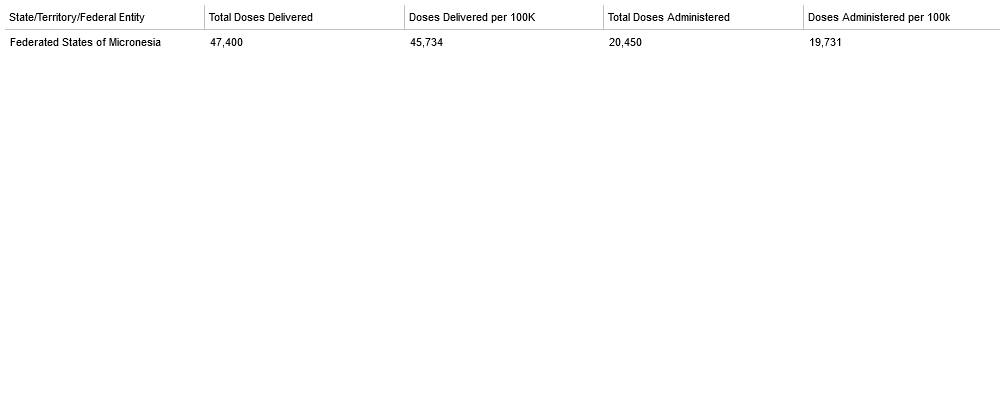 State/Territory/Federal Entity Total Doses Delivered Doses Delivered per 100K Total Doses Administered Doses Administered per 100k
Federated States of Micronesia 47,400 45,734 20,450 19,731